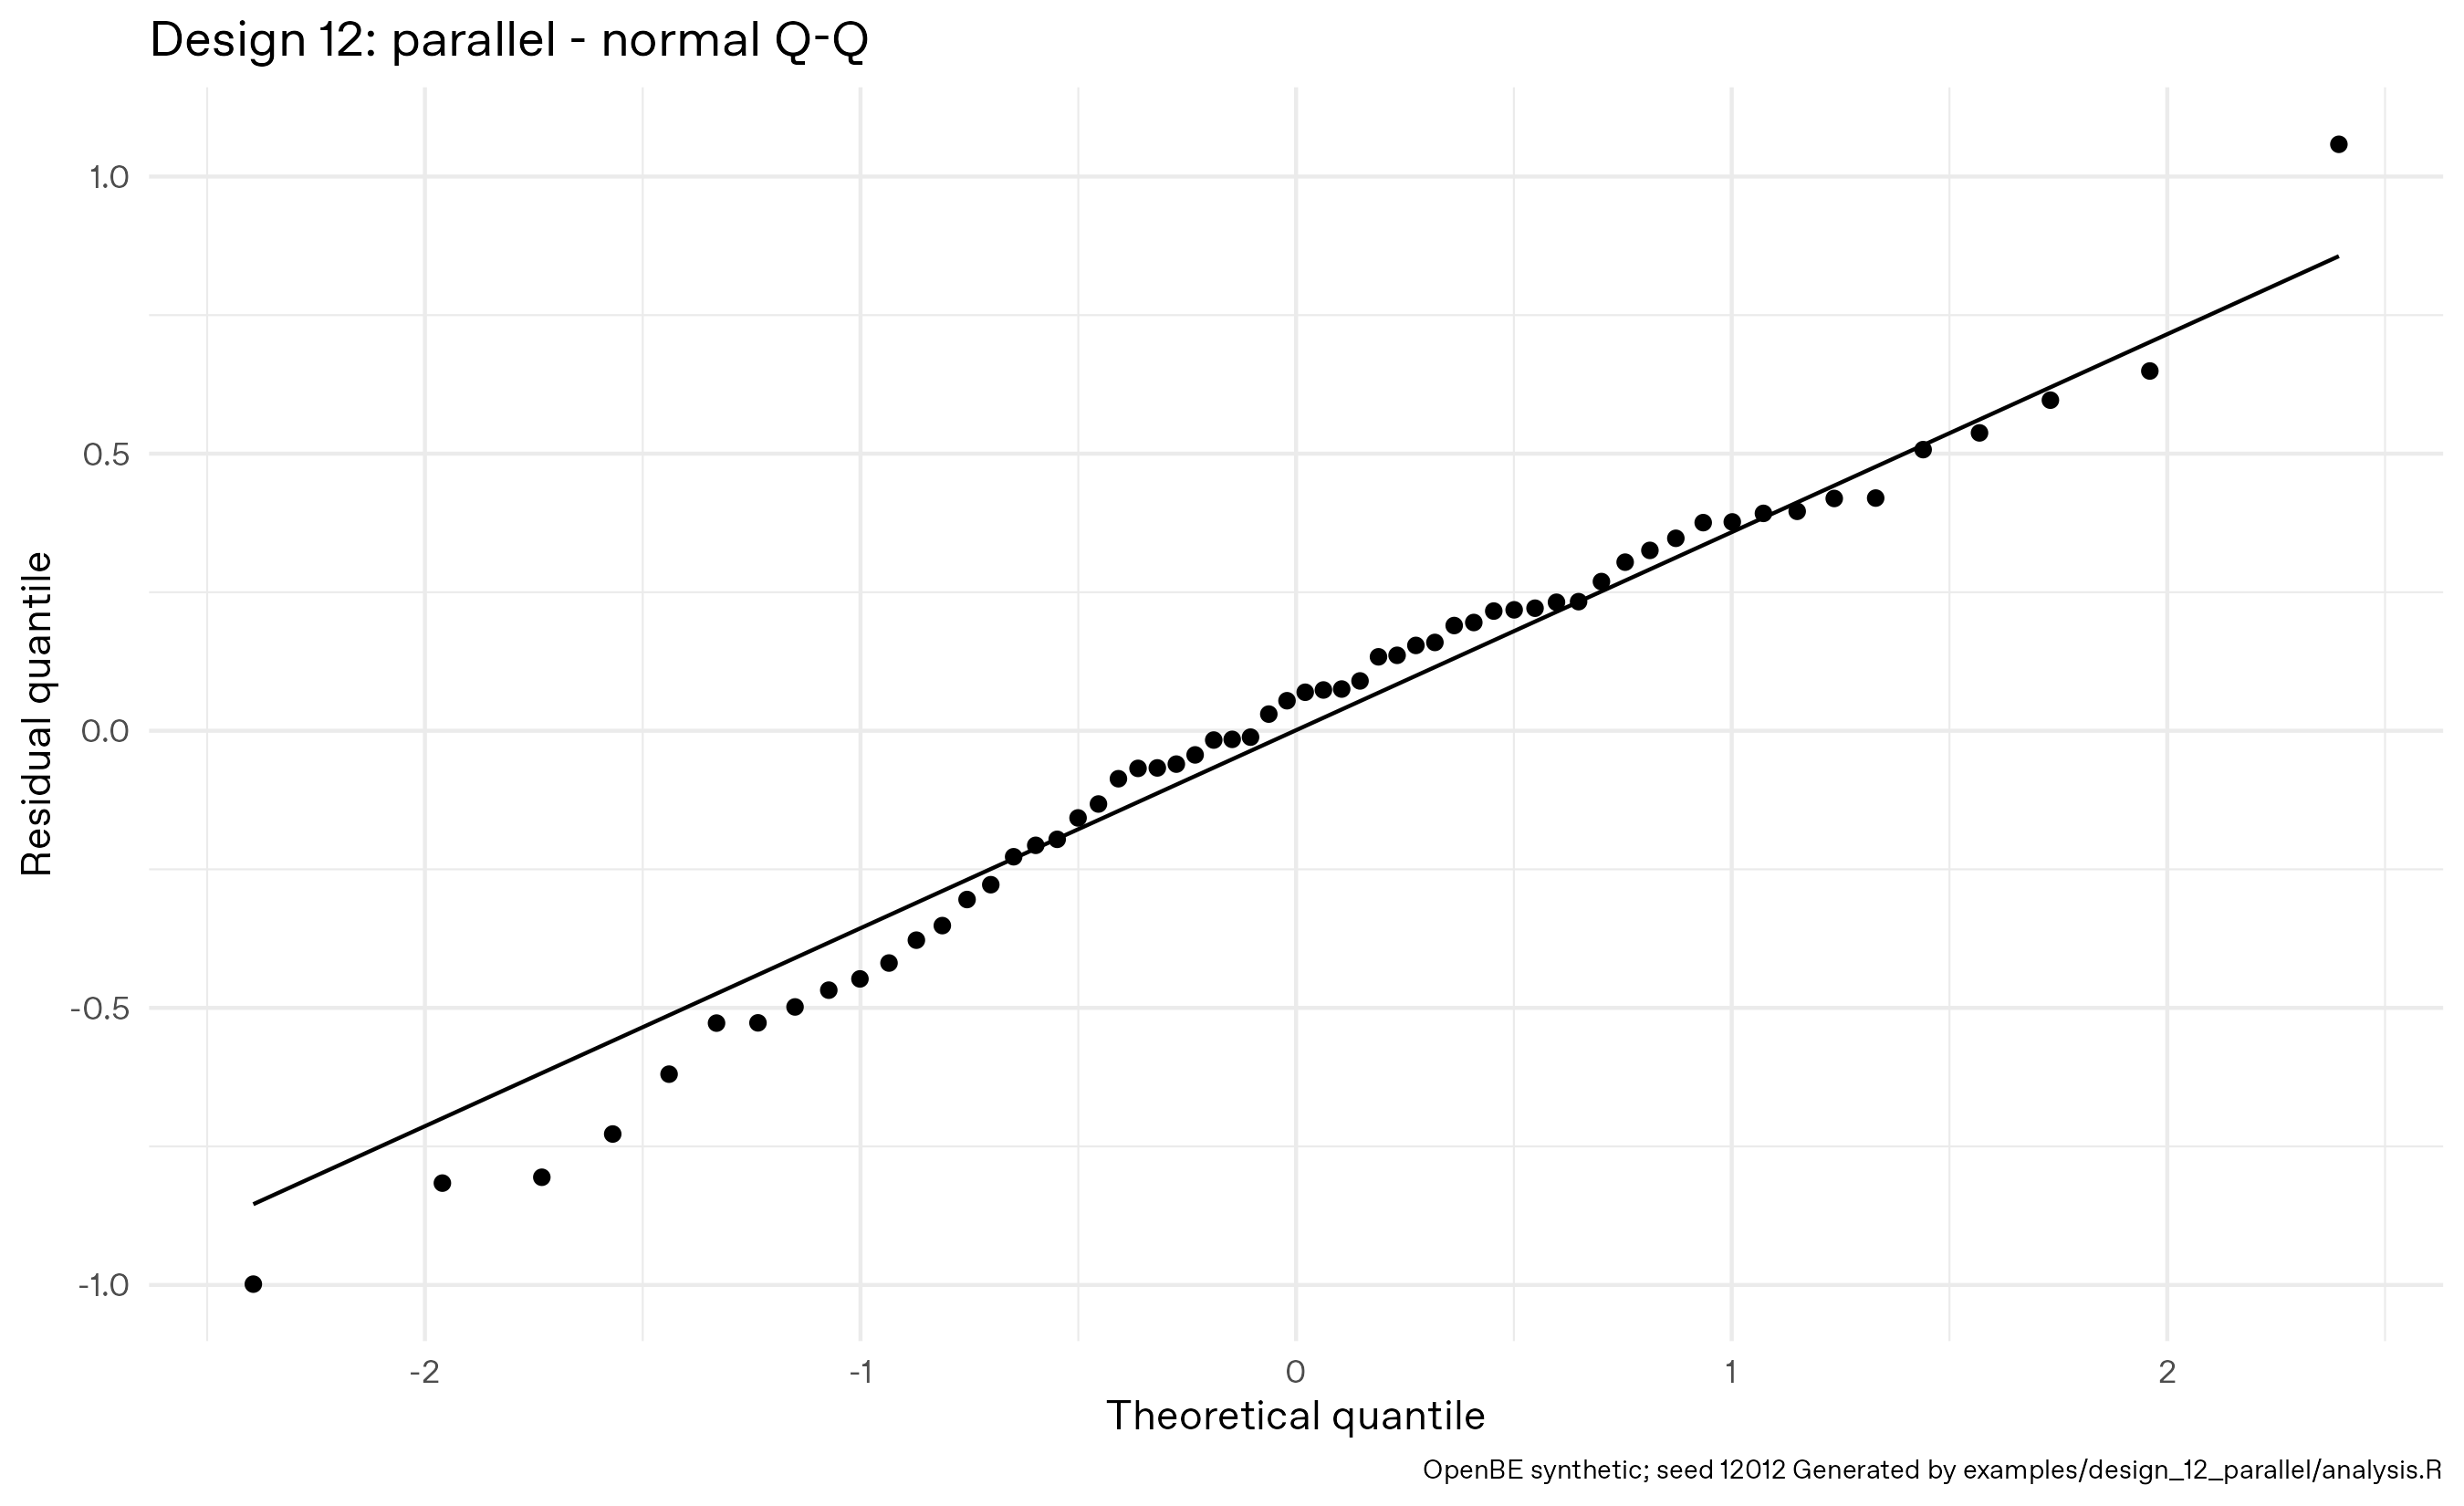 Design 12: parallel - normal Q-Q
1.0
0.5
0.0
-0.5
-1.0
Residual quantile
-2
-1
0
1
2
Theoretical quantile
OpenBE synthetic; seed 12012 Generated by examples/design_12_parallel/analysis.R